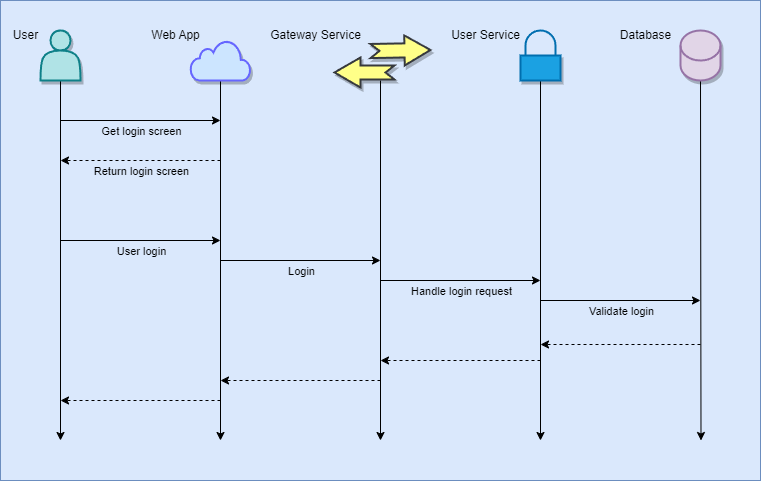 User
Web App
Gateway Service
User Service
Database
Get login screen
Return login screen
User login
Login
Handle login request
Validate login